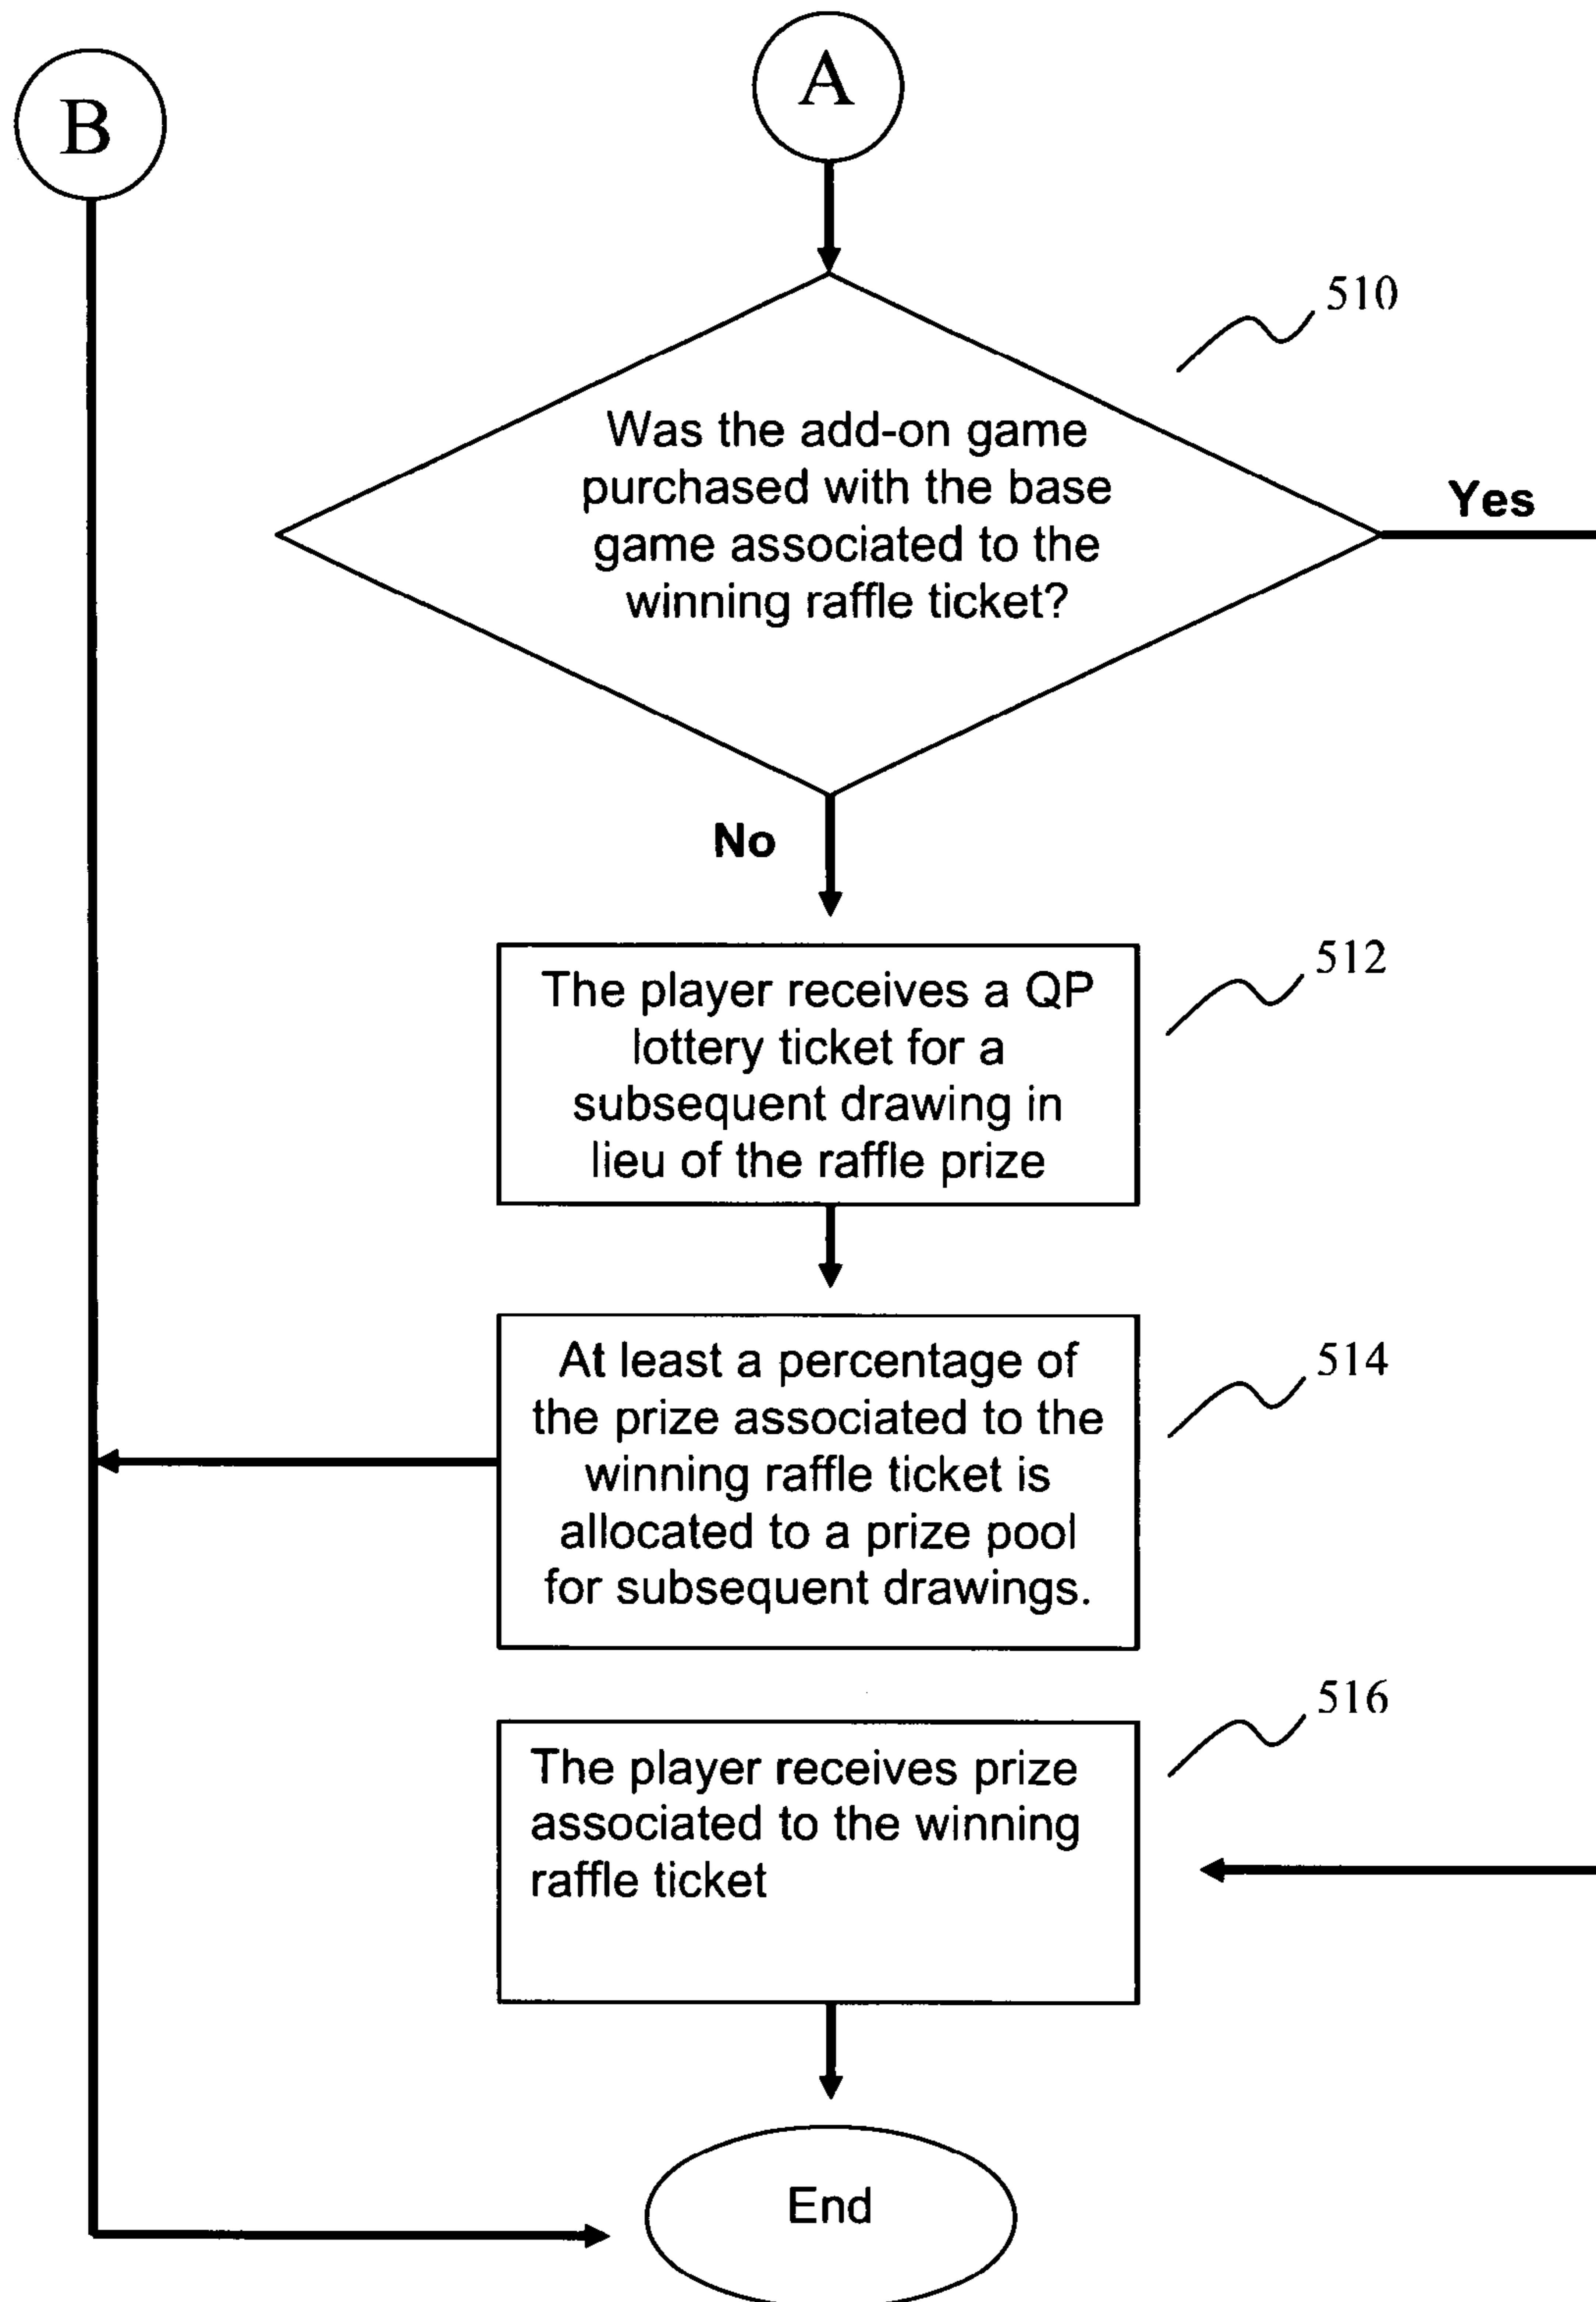 A
B
510
Was the add-on game
purchased with the base
game associated to the
winning raffle ticket?
Yes
No
512
The player receives a QP
lottery ticket for a
subsequent drawing in
lieu of the raffle prize
514
At least a percentage of
the prize associated to the
winning raffle ticket is
allocated to a prize pool
for subsequent drawings.
516
The player receives prize
associated to the winning
raffle ticket
End